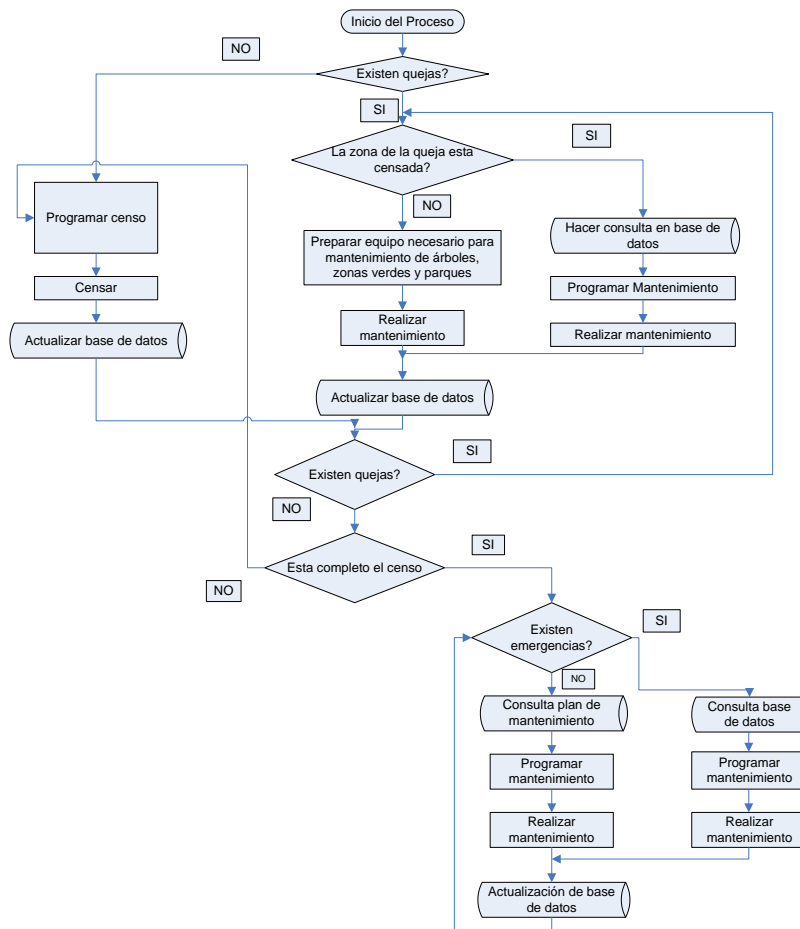 Inicio del Proceso
NO
Existen quejas?
SI
SI
La zona de la queja esta
censada?
NO
Programar censo
Preparar equipo necesario para
mantenimiento de árboles,
zonas verdes y parques
Hacer consulta en base de
datos
Censar
Programar Mantenimiento
Realizar
mantenimiento
Realizar mantenimiento
Actualizar base de datos
Actualizar base de datos
SI
Existen quejas?
NO
SI
Esta completo el censo
NO
SI
Existen
emergencias?
NO
Consulta plan de
mantenimiento
Consulta base
de datos
Programar
mantenimiento
Programar
mantenimiento
Realizar
mantenimiento
Realizar
mantenimiento
Actualización de base
de datos